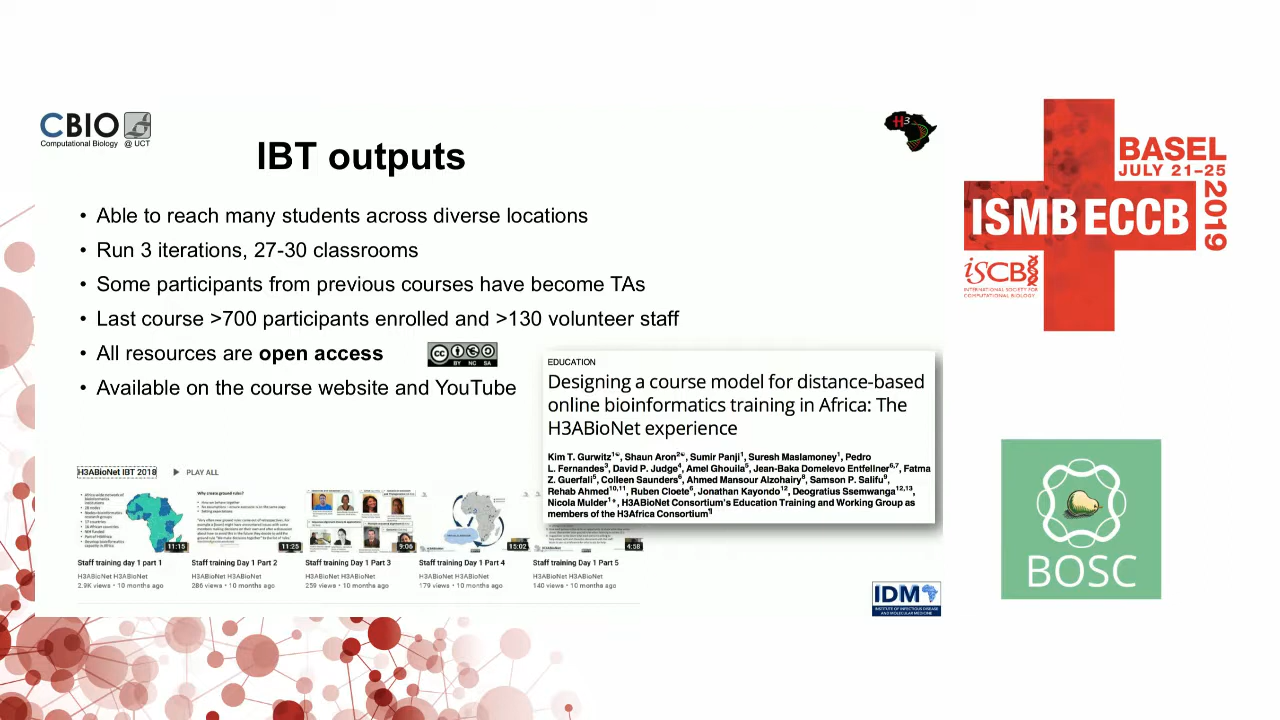 CBIO
Computational Biology @ UCT
H3
IBT outputs
• Able to reach many students across diverse locations
• Run 3 iterations, 27-30 classrooms
• Some participants from previous courses have become TAs
• Last course >700 participants enrolled and >130 volunteer staff
• All resources are open access
CC BY NC SA
• Available on the course website and YouTube
EDUCATION
Designing a course model for distance-based
online bioinformatics training in Africa: The
H3ABioNet experience
Kim T. Gurwitz, Shaun Aron, Sumir Panji, Suresh Maslamoney, Pedro
L. Fernandes, David P. Judge, Amel Ghouila, Jean-Baka Domelevo Entfellner, Fatma
Z. Guerfali, Colleen Saunders, Ahmed Mansour Alzohairy, Samson P. Salifu,
Rehab Ahmed, Ruben Cloete, Jonathan Kayondo, Deogratius Ssemwanga,
Nicola Mulder, H3ABioNet Consortium's Education Training and Working Group as
members of the H3Africa Consortium
H3ABioNet IBT 2018 PLAY ALL
Why create ground rules?
11:15 11:25 9:06 15:02 4:58
Staff training day 1 part 1 Staff training Day 1 Part 2 Staff training Day 1 Part 3 Staff training Day 1 Part 4 Staff training Day 1 Part 5
H3ABioNet H3ABioNet H3ABioNet H3ABioNet H3ABioNet H3ABioNet H3ABioNet H3ABioNet H3ABioNet H3ABioNet
2.9K views • 10 months ago 286 views • 10 months ago 259 views • 10 months ago 179 views • 10 months ago 140 views • 10 months ago
IDM
INSTITUTE OF INFECTIOUS DISEASE
AND MOLECULAR MEDICINE
BASEL
JULY 21–25
2019
ISMB ECCB
ISCB
INTERNATIONAL SOCIETY FOR
COMPUTATIONAL BIOLOGY
BOSC